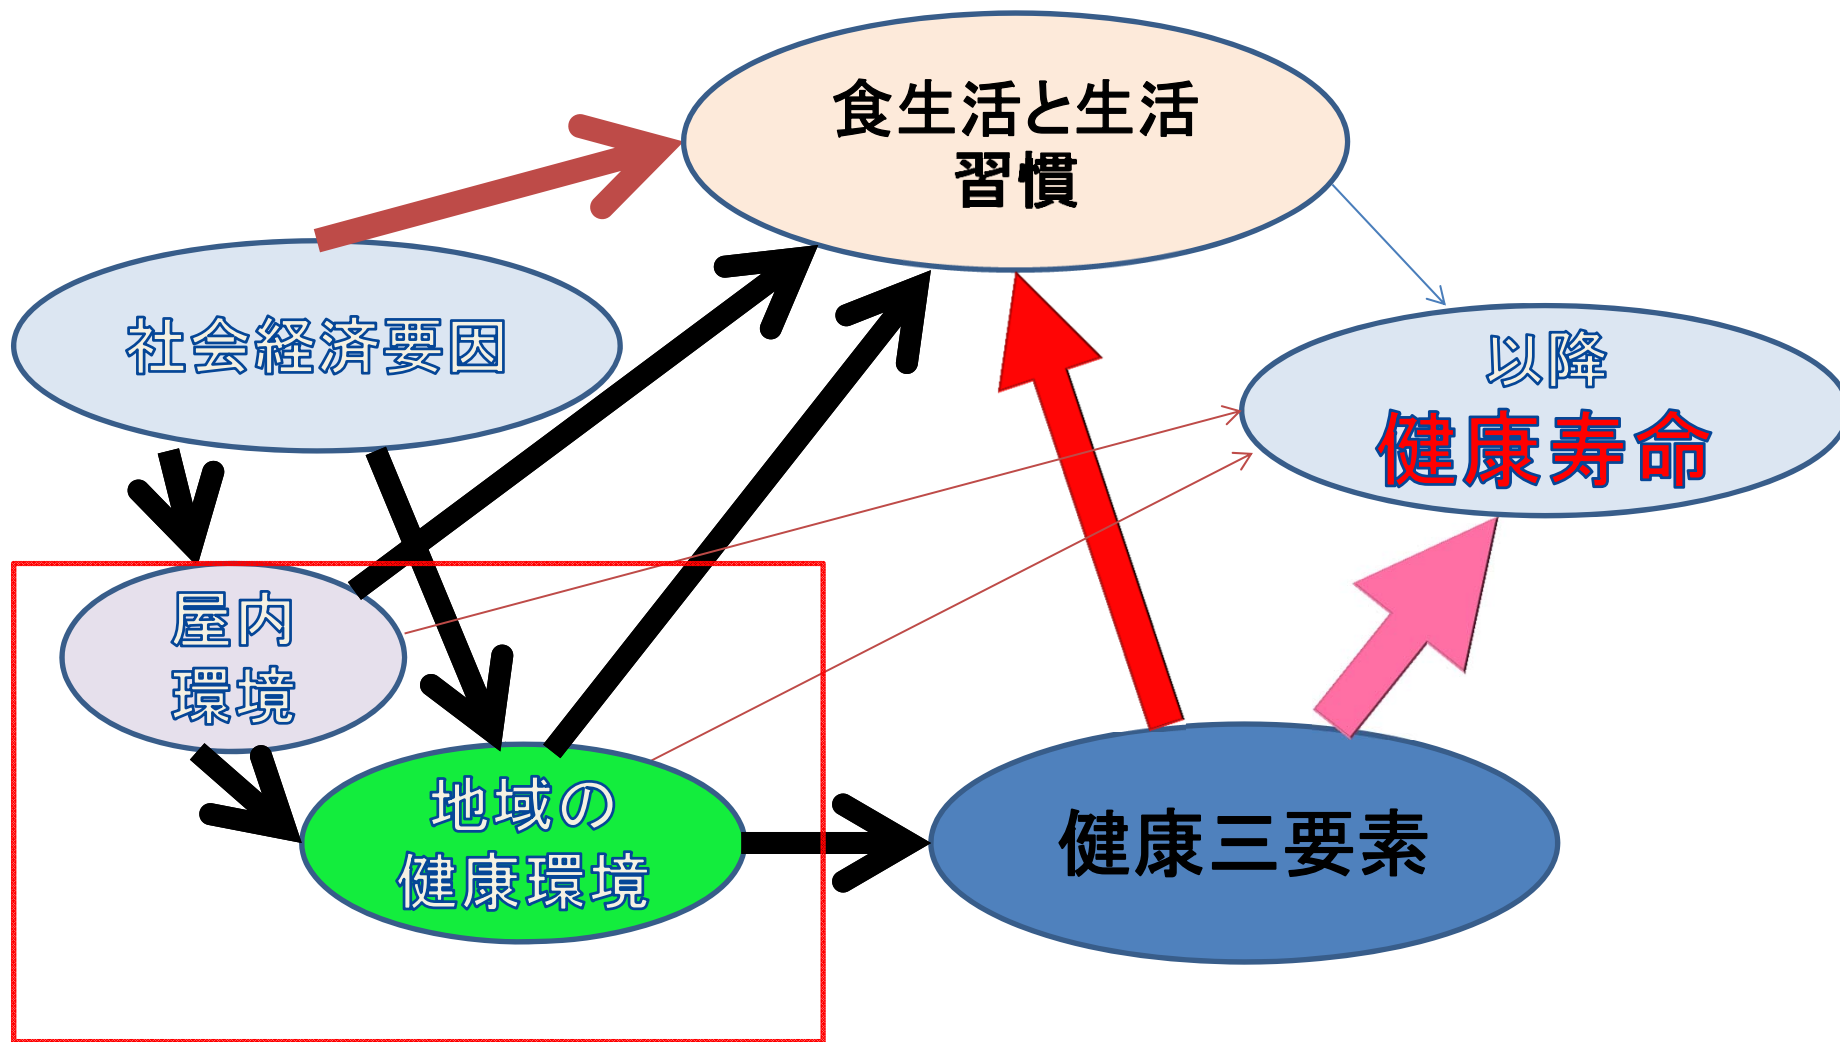 食生活と生活
習慣
社会経済要因
以降
健康寿命
屋内
環境
地域の
健康環境
健康三要素